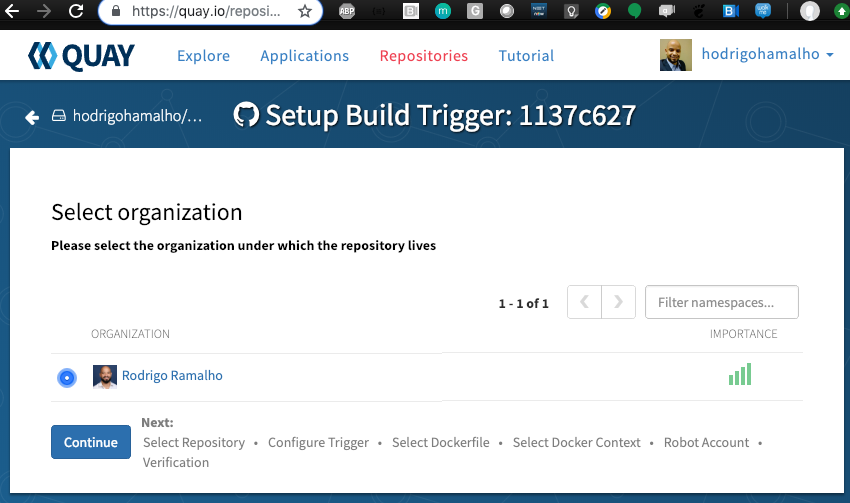 https://quay.io/reposi...
ABP
B
m
G
NEXT
B
QUAY
Explore
Applications
Repositories
Tutorial
hodrigohamalho
hodrigohamalho/...
Setup Build Trigger: 1137c627
Select organization
Please select the organization under which the repository lives
1 - 1 of 1
Filter namespaces...
ORGANIZATION
IMPORTANCE
Rodrigo Ramalho
Continue
Next:
Select Repository • Configure Trigger • Select Dockerfile • Select Docker Context • Robot Account •
Verification